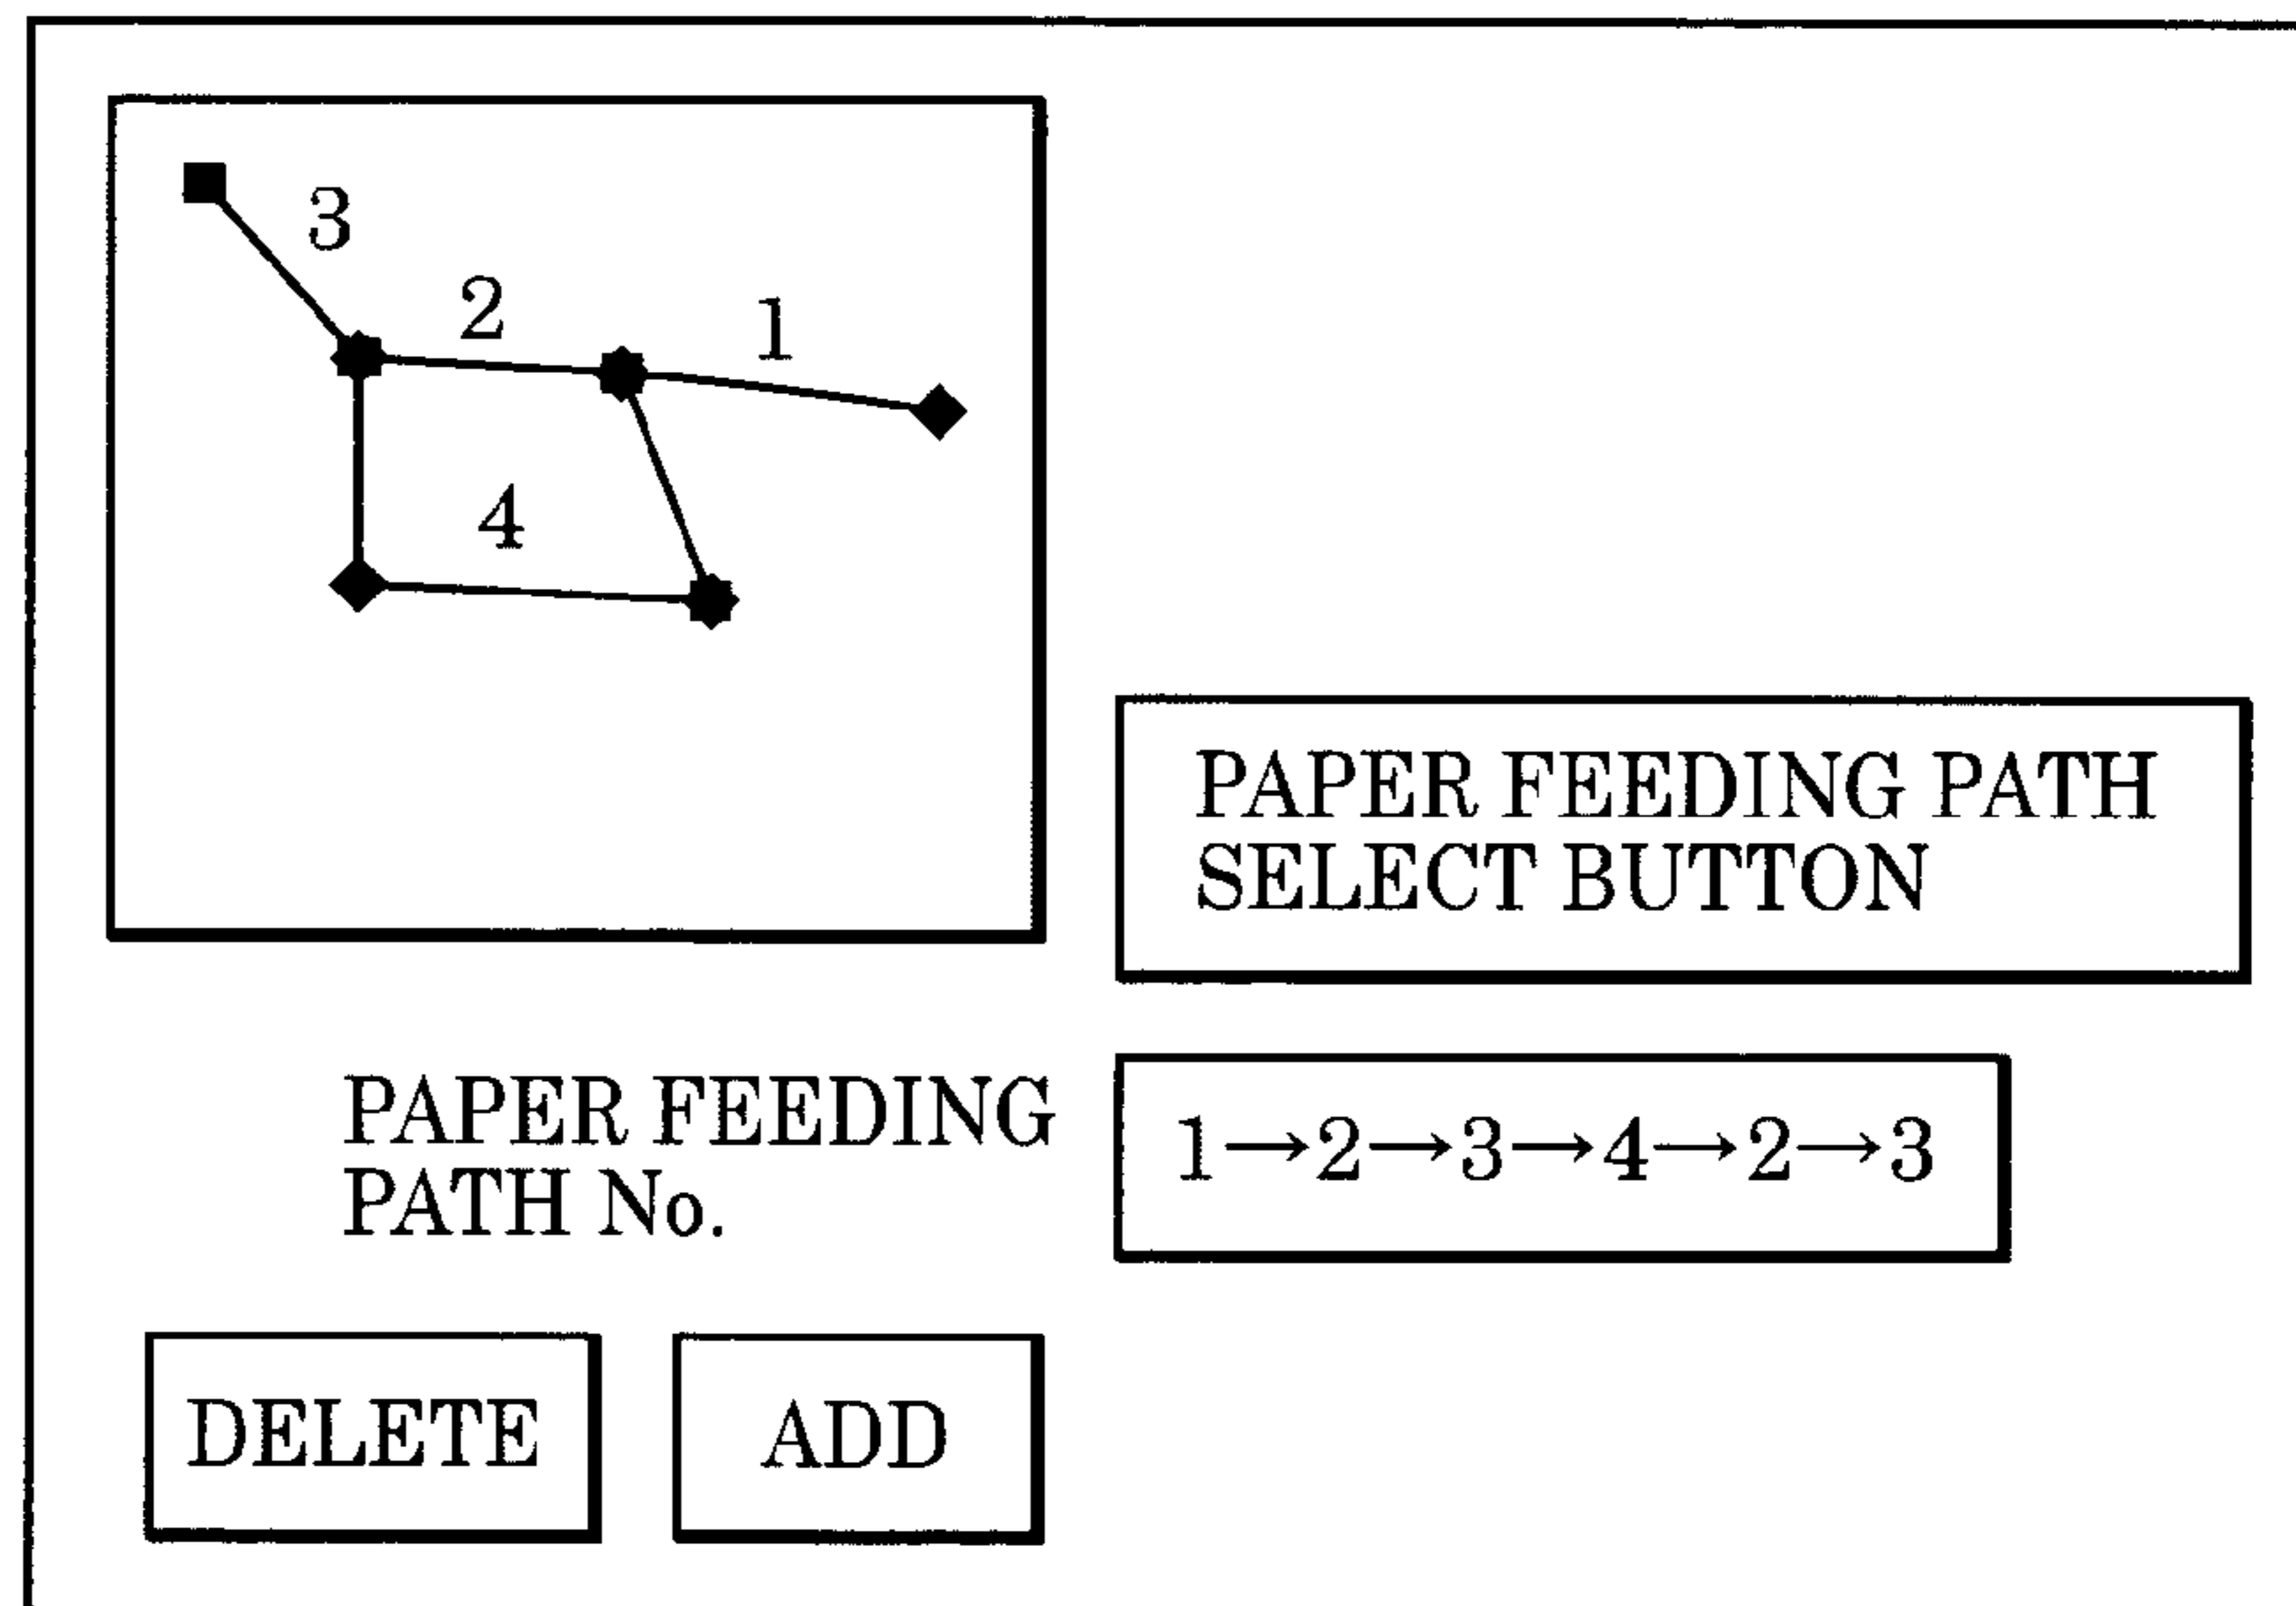 3
2
1
4
PAPER FEEDING PATH
SELECT BUTTON
PAPER FEEDING
PATH No.
1→2→3→4→2→3
DELETE
ADD